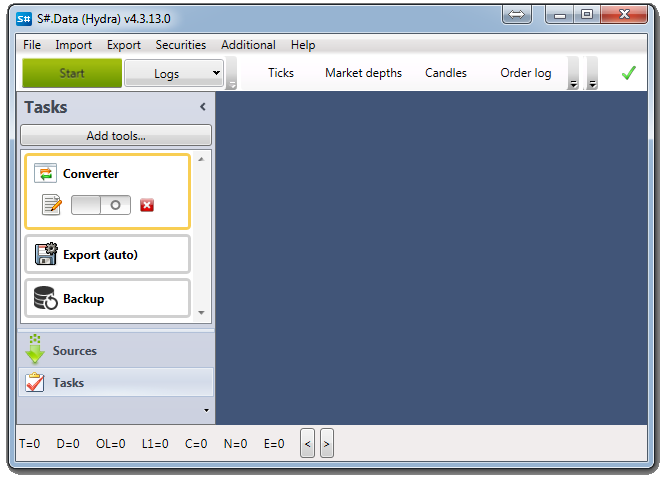 S# S#.Data (Hydra) v4.3.13.0
File Import Export Securities Additional Help
Start Logs Ticks Market depths Candles Order log
Tasks
Add tools...
Converter
Export (auto)
Backup
Sources
Tasks
T=0 D=0 OL=0 L1=0 C=0 N=0 E=0 < >